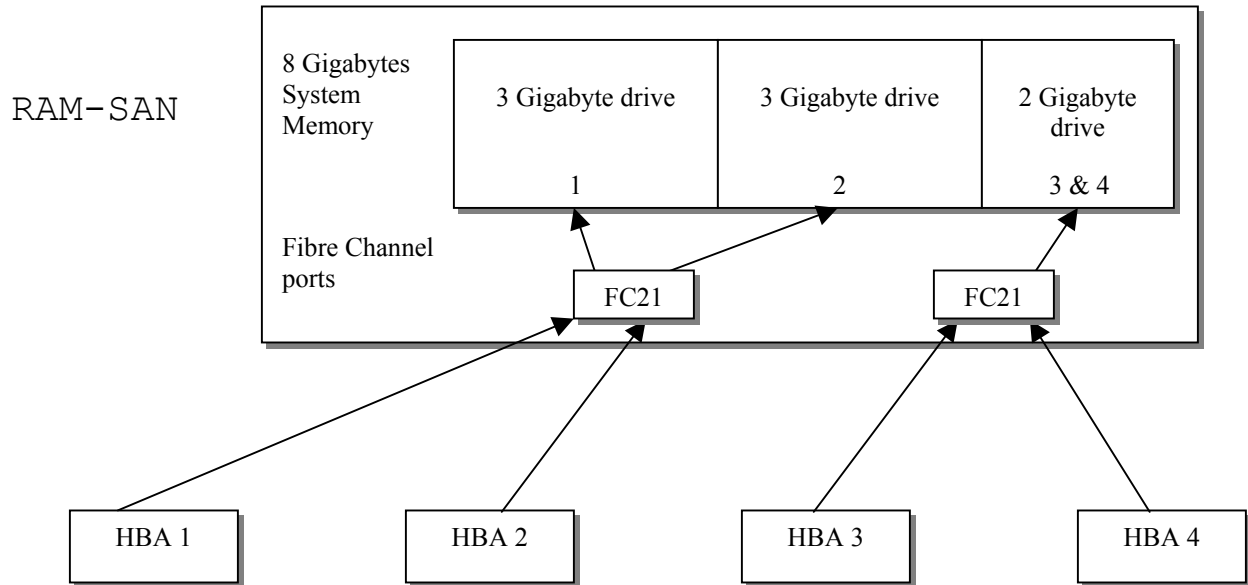 RAM-SAN
8 Gigabytes
System
Memory
3 Gigabyte drive
1
3 Gigabyte drive
2
2 Gigabyte
drive
3 & 4
Fibre Channel
ports
FC21
FC21
HBA 1
HBA 2
HBA 3
HBA 4